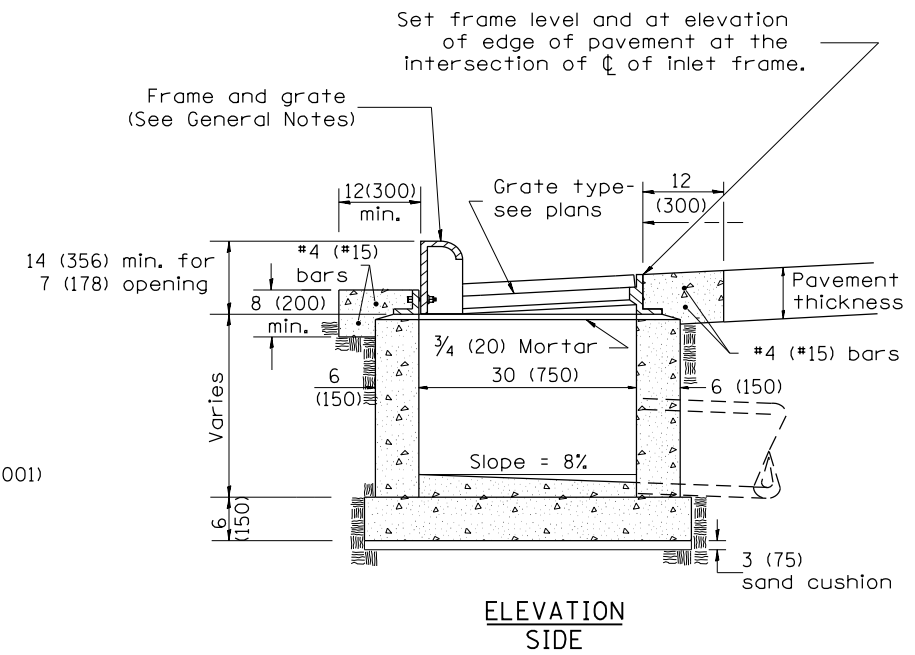 Set frame level and at elevation
of edge of pavement at the
intersection of ℄ of inlet frame.
Frame and grate
(See General Notes)
12(300)
min.
Grate type-
see plans
12
(300)
14 (356) min. for
7 (178) opening
#4 (#15)
bars
8 (200)
min.
Pavement
thickness
3/4 (20) Mortar
#4 (#15) bars
6
(150)
30 (750)
6 (150)
Varies
Slope = 8%
001)
6
(150)
3 (75)
sand cushion
ELEVATION
SIDE